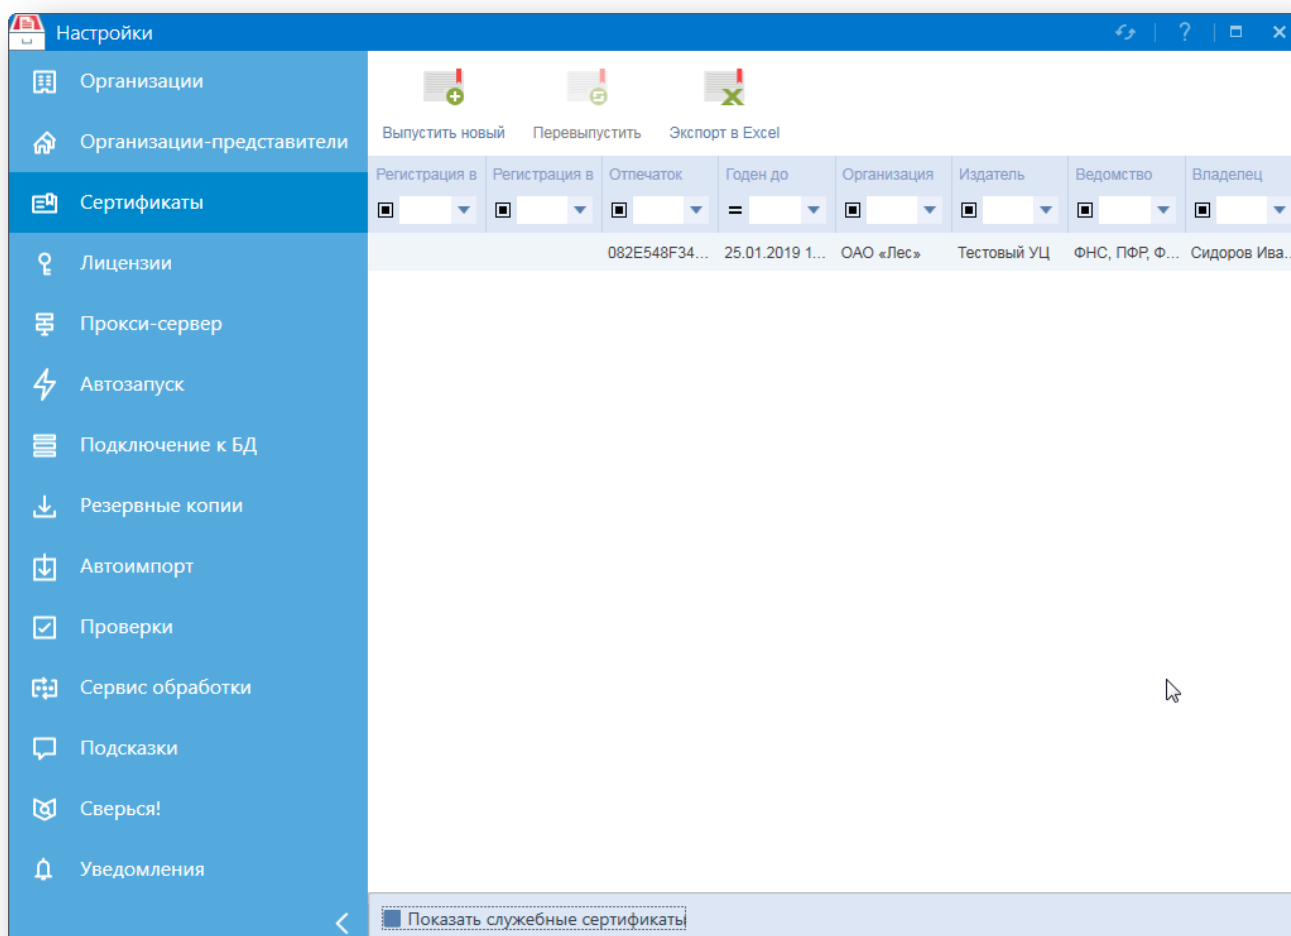 Настройки
Организации
Организации-представители
Сертификаты
Лицензии
Прокси-сервер
Автозапуск
Подключение к БД
Резервные копии
Автоимпорт
Проверки
Сервис обработки
Подсказки
Сверься!
Уведомления
Выпустить новый Перевыпустить Экспорт в Excel
Регистрация в Регистрация в Отпечаток Годен до Организация Издатель Ведомство Владелец
082E548F34... 25.01.2019 1... ОАО «Лес» Тестовый УЦ ФНС, ПФР, Ф... Сидоров Ива...
Показать служебные сертификаты